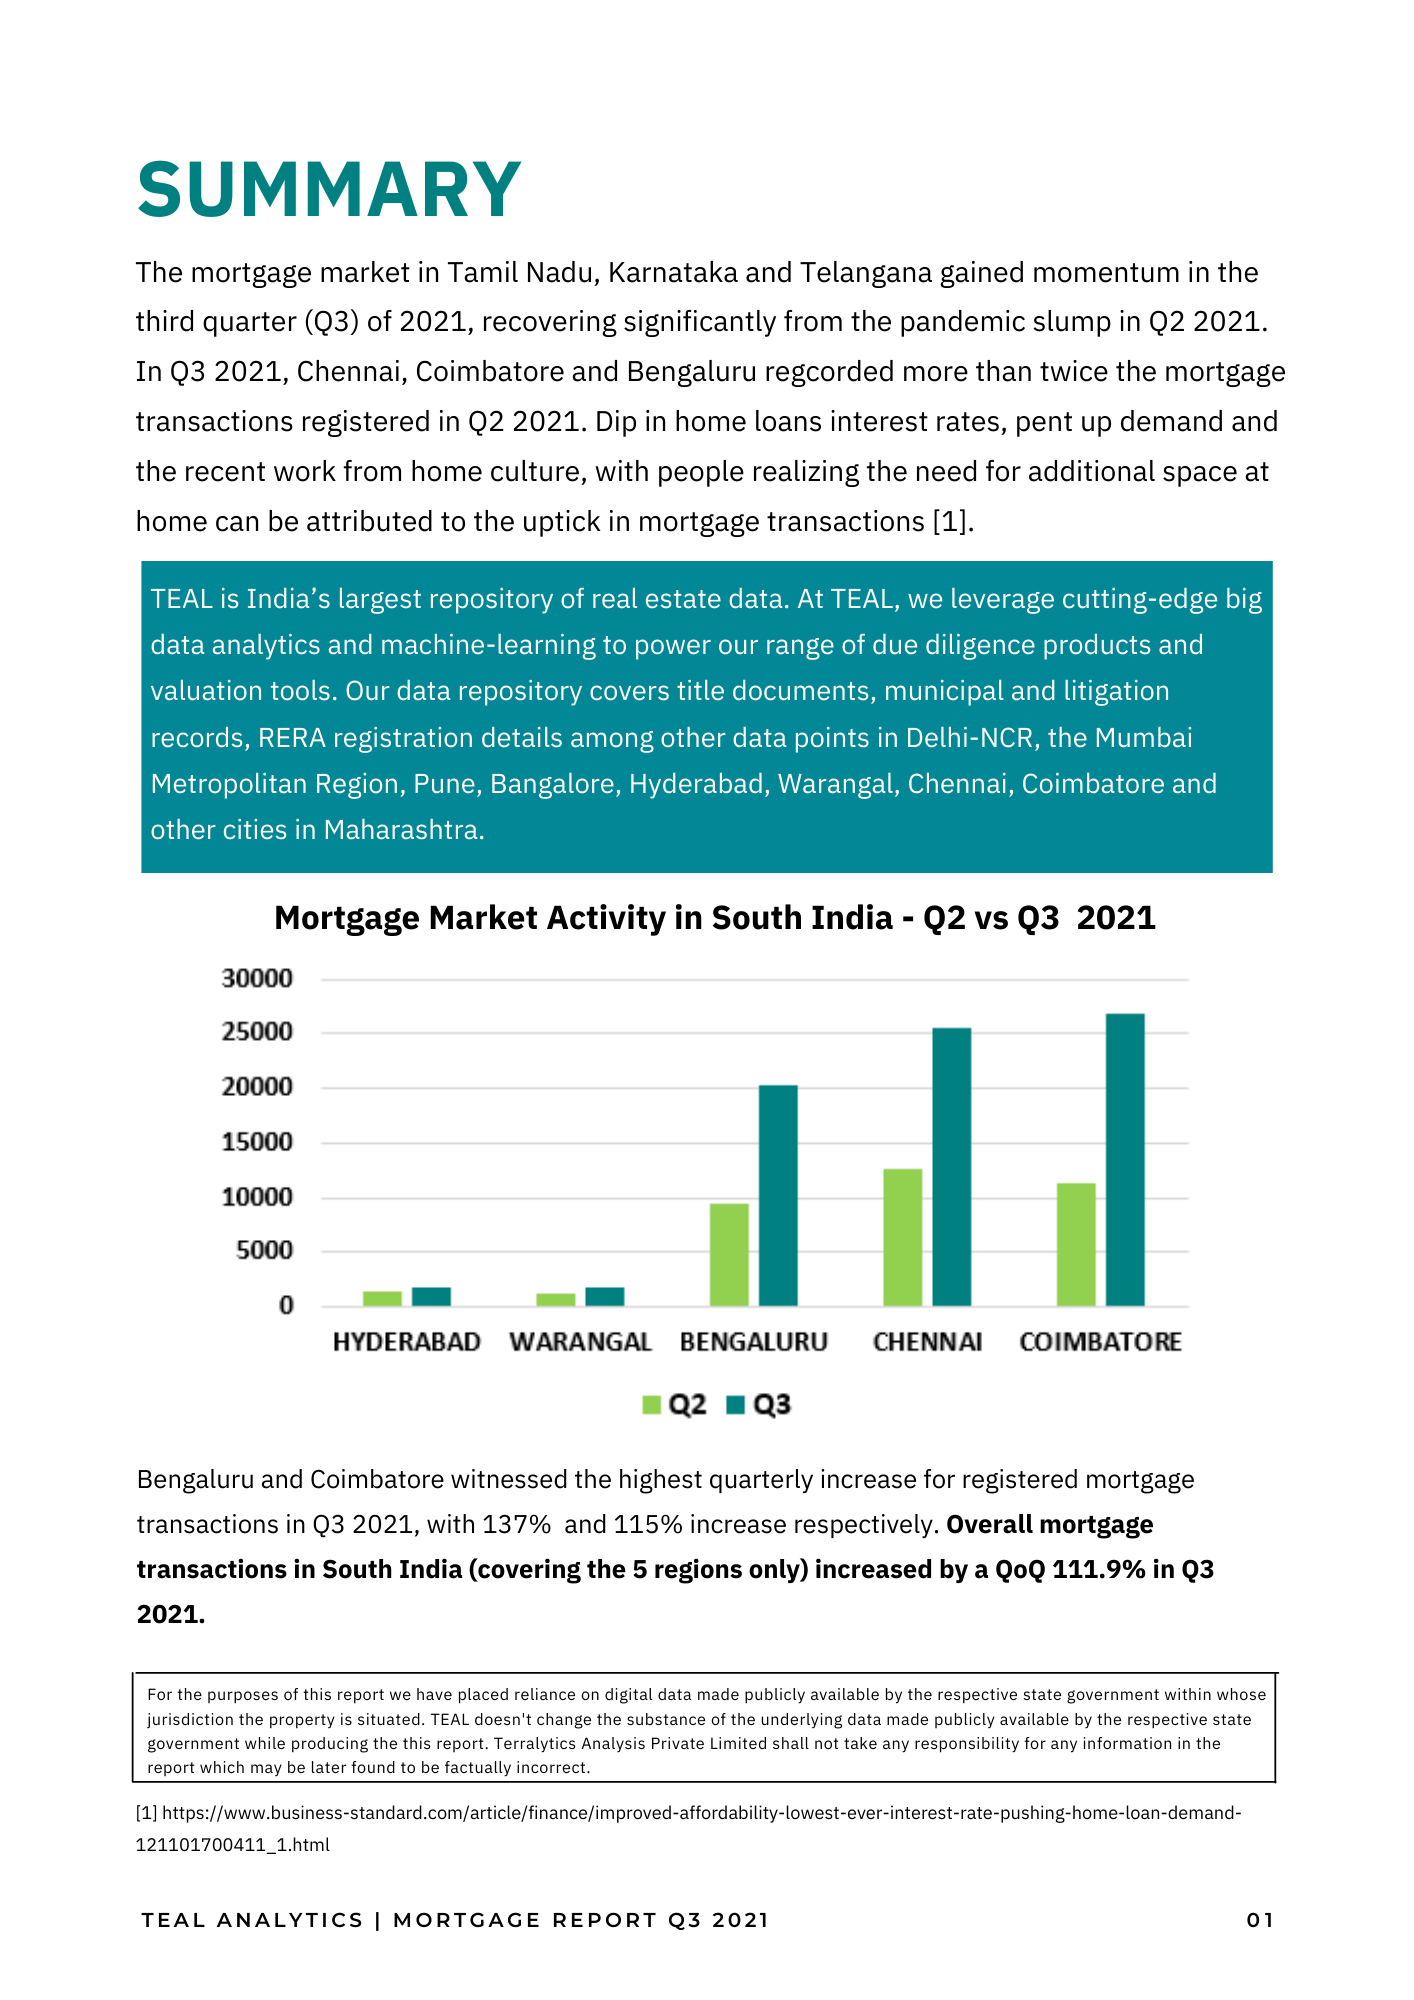 SUMMARY
The mortgage market in Tamil Nadu, Karnataka and Telangana gained momentum in the
third quarter (Q3) of 2021, recovering significantly from the pandemic slump in Q2 2021.
In Q3 2021, Chennai, Coimbatore and Bengaluru regcorded more than twice the mortgage
transactions registered in Q2 2021. Dip in home loans interest rates, pent up demand and
the recent work from home culture, with people realizing the need for additional space at
home can be attributed to the uptick in mortgage transactions [1].
TEAL is India’s largest repository of real estate data. At TEAL, we leverage cutting-edge big
data analytics and machine-learning to power our range of due diligence products and
valuation tools. Our data repository covers title documents, municipal and litigation
records, RERA registration details among other data points in Delhi-NCR, the Mumbai
Metropolitan Region, Pune, Bangalore, Hyderabad, Warangal, Chennai, Coimbatore and
other cities in Maharashtra.
Mortgage Market Activity in South India - Q2 vs Q3 2021
30000
25000
20000
15000
10000
5000
0
HYDERABAD WARANGAL BENGALURU CHENNAI COIMBATORE
Q2 Q3
Bengaluru and Coimbatore witnessed the highest quarterly increase for registered mortgage
transactions in Q3 2021, with 137% and 115% increase respectively. Overall mortgage
transactions in South India (covering the 5 regions only) increased by a QoQ 111.9% in Q3
2021.
For the purposes of this report we have placed reliance on digital data made publicly available by the respective state government within whose
jurisdiction the property is situated. TEAL doesn't change the substance of the underlying data made publicly available by the respective state
government while producing the this report. Terralytics Analysis Private Limited shall not take any responsibility for any information in the
report which may be later found to be factually incorrect.
[1] https://www.business-standard.com/article/finance/improved-affordability-lowest-ever-interest-rate-pushing-home-loan-demand-
121101700411_1.html
TEAL ANALYTICS | MORTGAGE REPORT Q3 2021 01